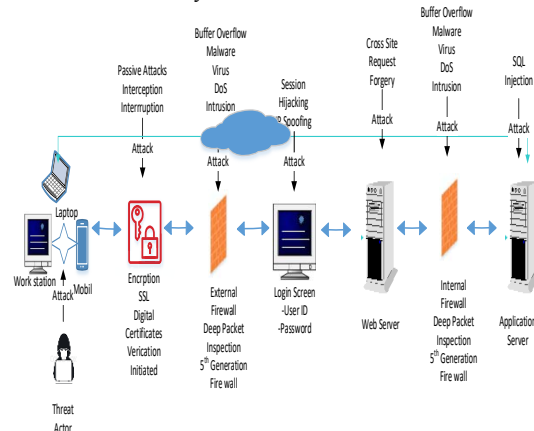 Buffer Overflow
Malware
Virus
DoS
Intrusion
Attack
Passive Attacks
Interception
Interruption
Attack
Session
Hijacking
Spoofing
Attack
Cross Site
Request
Forgery
Attack
Buffer Overflow
Malware
Virus
DoS
Intrusion
Attack
SQL
Injection
Attack
Laptop
Work station
Mobil
Attack
Threat
Actor
Encrption
SSL
Digital
Certificates
Verication
Initiated
External
Firewall
Deep Packet
Inspection
5th Generation
Fire wall
Login Screen
-User ID
-Password
Web Server
Internal
Firewall
Deep Packet
Inspection
5th Generation
Fire wall
Application
Server